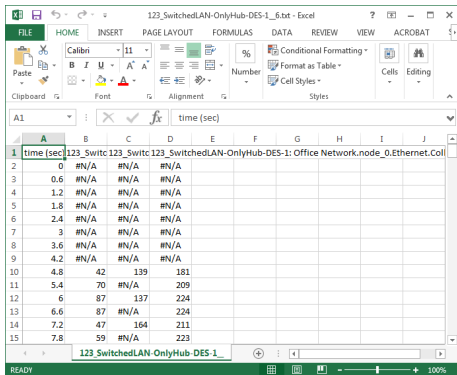 123_SwitchedLAN-OnlyHub-DES-1__6.txt - Excel
FILE HOME INSERT PAGE LAYOUT FORMULAS DATA REVIEW VIEW ACROBAT
Calibri 11 % Conditional Formatting
Paste B I U A A Number Format as Table Cells Editing
A Cell Styles
Clipboard Font Alignment Styles
A1 fx time (sec)
A B C D E F G H I J
1 time (sec) 123_Switc 123_Switc 123_SwitchedLAN-OnlyHub-DES-1: Office Network.node_0.Ethernet.Coll
2 0 #N/A #N/A #N/A
3 0.6 #N/A #N/A #N/A
4 1.2 #N/A #N/A #N/A
5 1.8 #N/A #N/A #N/A
6 2.4 #N/A #N/A #N/A
7 3 #N/A #N/A #N/A
8 3.6 #N/A #N/A #N/A
9 4.2 #N/A #N/A #N/A
10 4.8 42 139 181
11 5.4 70 #N/A 209
12 6 87 137 224
13 6.6 87 #N/A 224
14 7.2 47 164 211
15 7.8 59 #N/A 223
123_SwitchedLAN-OnlyHub-DES-1__
READY 100%